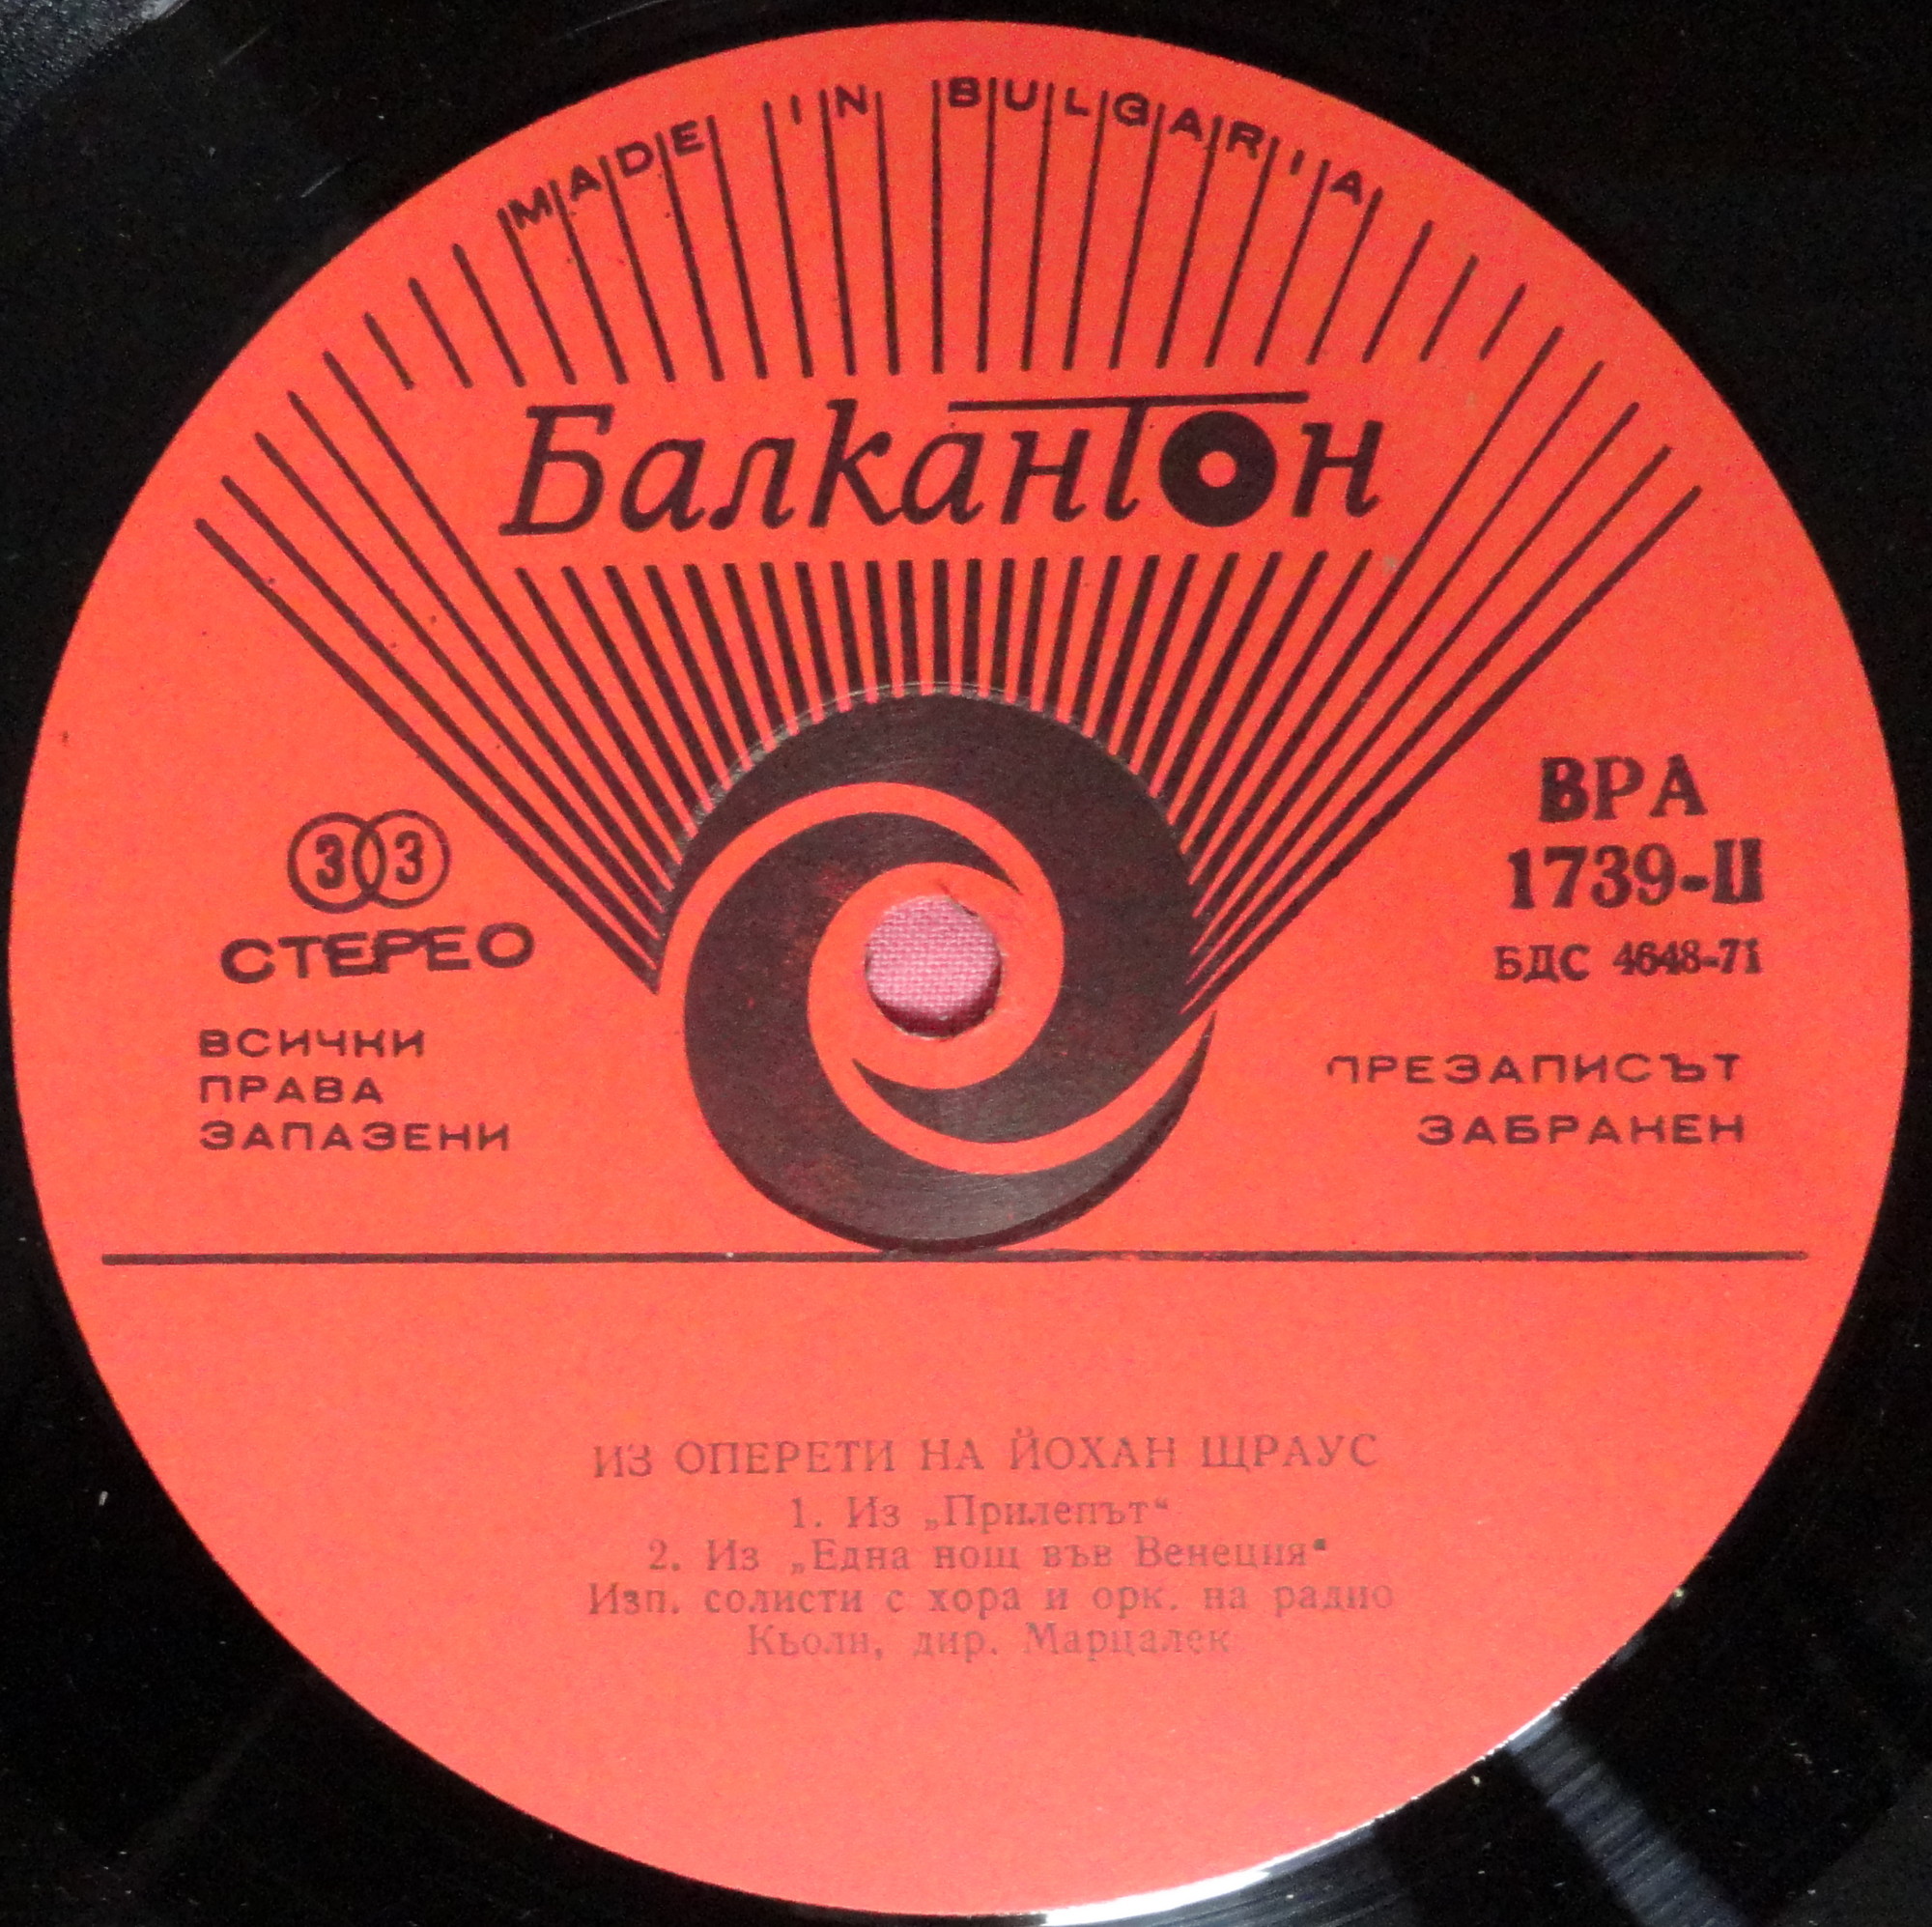 MADE IN BULGARIA
Балкантон
33
СТЕРЕО
ВСИЧКИ
ПРАВА
ЗАПАЗЕНИ
ВРА
1739-II
БДС 4648-71
ПРЕЗАПИСЪТ
ЗАБРАНЕН
ИЗ ОПЕРЕТИ НА ЙОХАН ЩРАУС
1. Из „Прилепът“
2. Из „Една нощ във Венеция“
Изп. солисти с хора и орк. на радио
Кьолн, дир. Марцалек